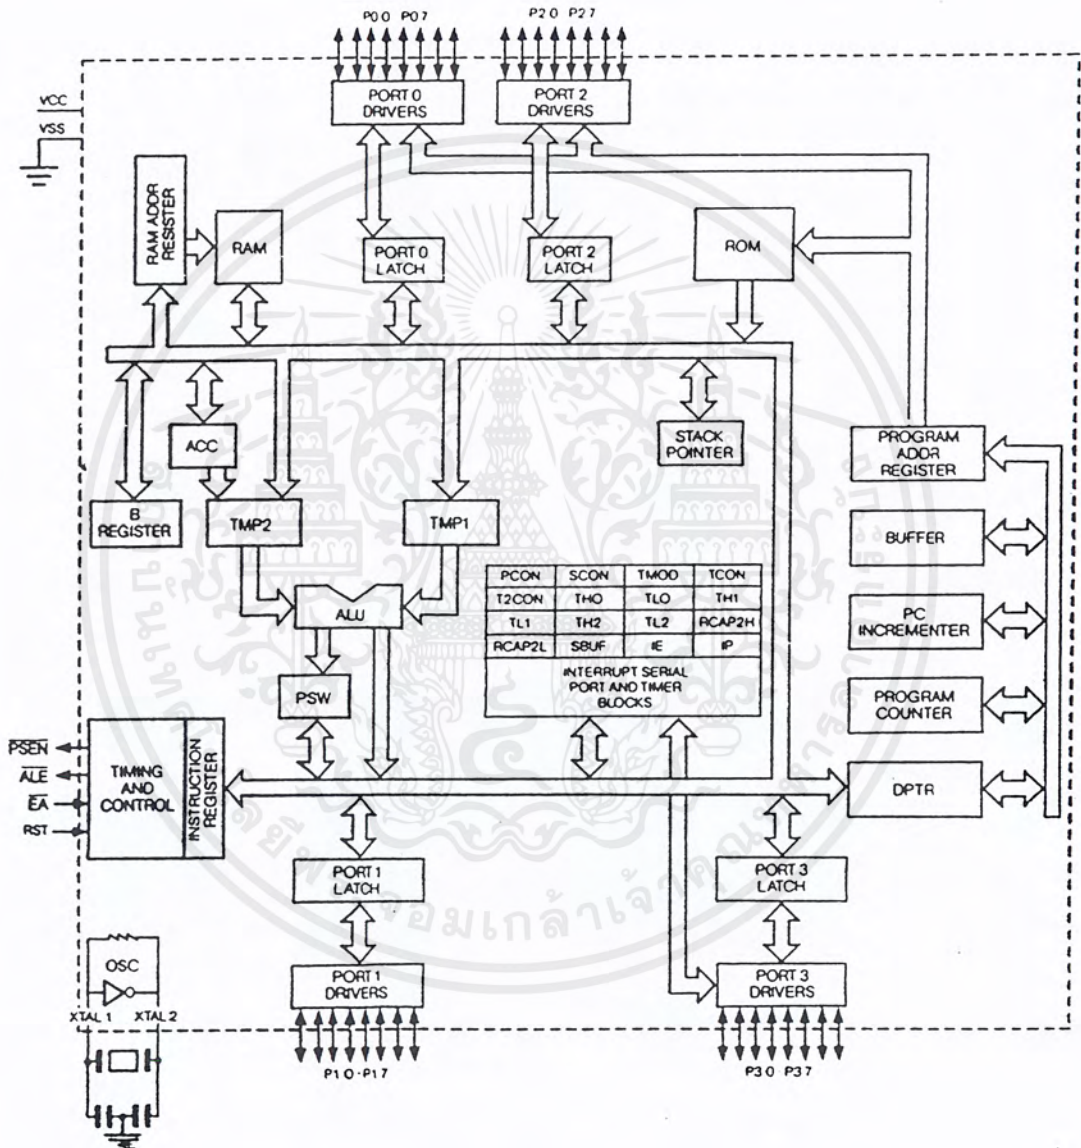 P0 0 P0 7
P2 0 P2 7
PORT 0
DRIVERS
PORT 2
DRIVERS
VCC
VSS
RAM ADDR
RESISTER
RAM
PORT 0
LATCH
PORT 2
LATCH
ROM
ACC
STACK
POINTER
PROGRAM
ADDR
REGISTER
B
REGISTER
TMP2
TMP1
BUFFER
PCON SCON TMOD TCON
T2CON TH0 TL0 TH1
TL1 TH2 TL2 RCAP2H
RCAP2L SBUF IE IP
INTERRUPT SERIAL
PORT AND TIMER
BLOCKS
ALU
PC
INCREMENTER
PSW
PROGRAM
COUNTER
PSEN
ALE
EA
RST
TIMING
AND
CONTROL
INSTRUCTION
REGISTER
DPTR
PORT 1
LATCH
PORT 3
LATCH
OSC
PORT 1
DRIVERS
PORT 3
DRIVERS
XTAL 1 XTAL 2
P1 0 - P1 7
P3 0 - P3 7